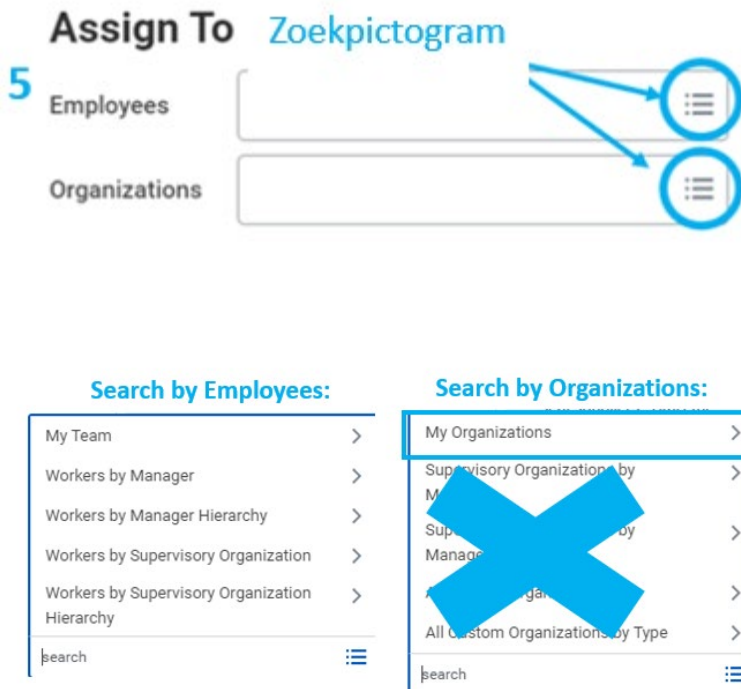 Assign To Zoekpictogram
5
Employees
Organizations
Search by Employees:
My Team
Workers by Manager
Workers by Manager Hierarchy
Workers by Supervisory Organization
Workers by Supervisory Organization
Hierarchy
search
Search by Organizations:
My Organizations
Supervisory Organizations by
by
All Custom Organizations by Type
search